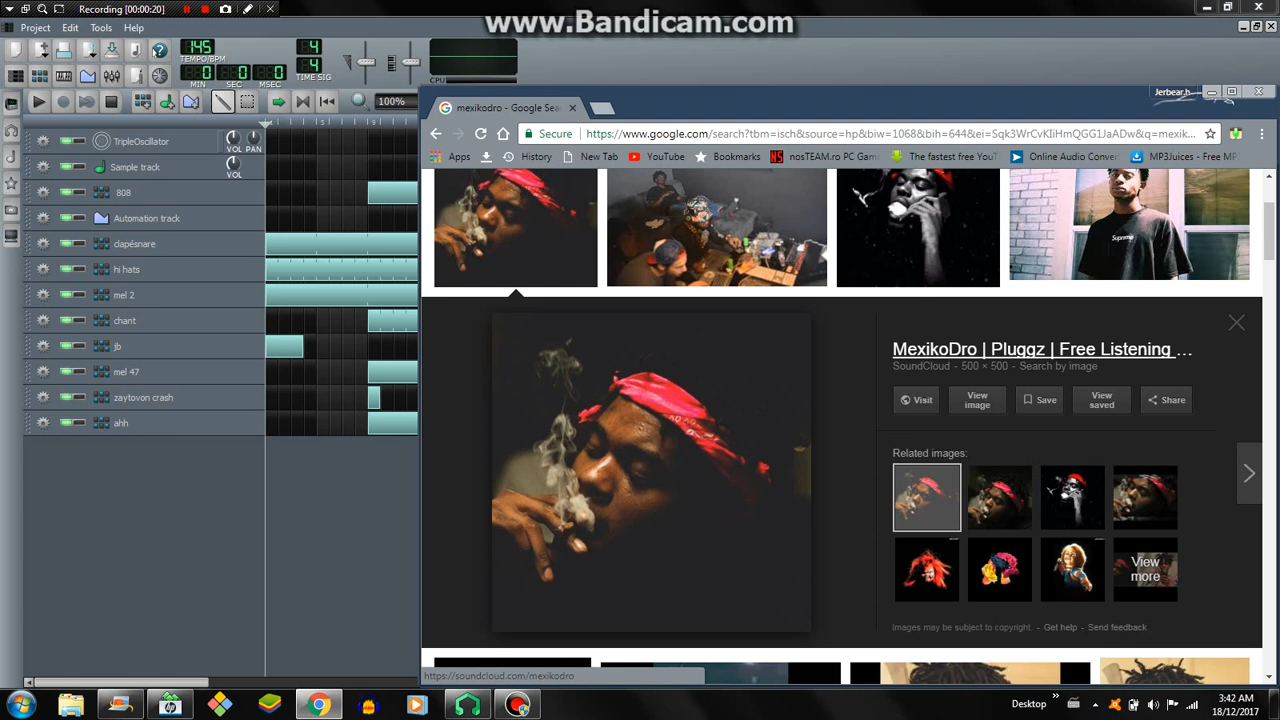 www.Bandicam.com
Recording [00:00:20]
Project Edit Tools Help
145
TEMPO/BPM
0 0 0
MIN SEC MSEC
4
4
TIME SIG
CPU
100%
TripleOscillator
VOL PAN
Sample track
VOL
808
Automation track
clapésnare
hi hats
mel 2
chant
jb
mel 47
zaytovon crash
ahh
mexikodro - Google Sea
Jerbear.h...
Secure https://www.google.com/search?tbm=isch&source=hp&biw=1068&bih=644&ei=Sqk3WrCvKIiHmQGG1JaADw&q=mexik...
Apps History New Tab YouTube Bookmarks nosTEAM.ro PC Gam The fastest free YouT Online Audio Conver MP3Juices - Free MP
Supreme
MexikoDro | Pluggz | Free Listening ...
SoundCloud - 500 × 500 - Search by image
Visit
View image
Save
View saved
Share
Related images:
View more
Images may be subject to copyright. - Get help - Send feedback
https://soundcloud.com/mexikodro
Desktop
3:42 AM
18/12/2017